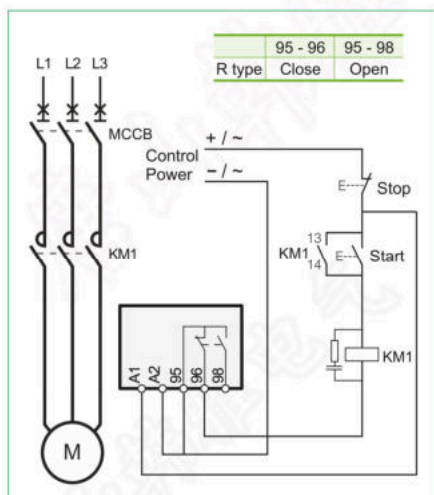 95 - 96 95 - 98
R type Close Open
L1 L2 L3
MCCB
+ / ~
Control
Power
– / ~
Stop
13
14
KM1
Start
KM1
KM1
A1
A2
95
96
98
M